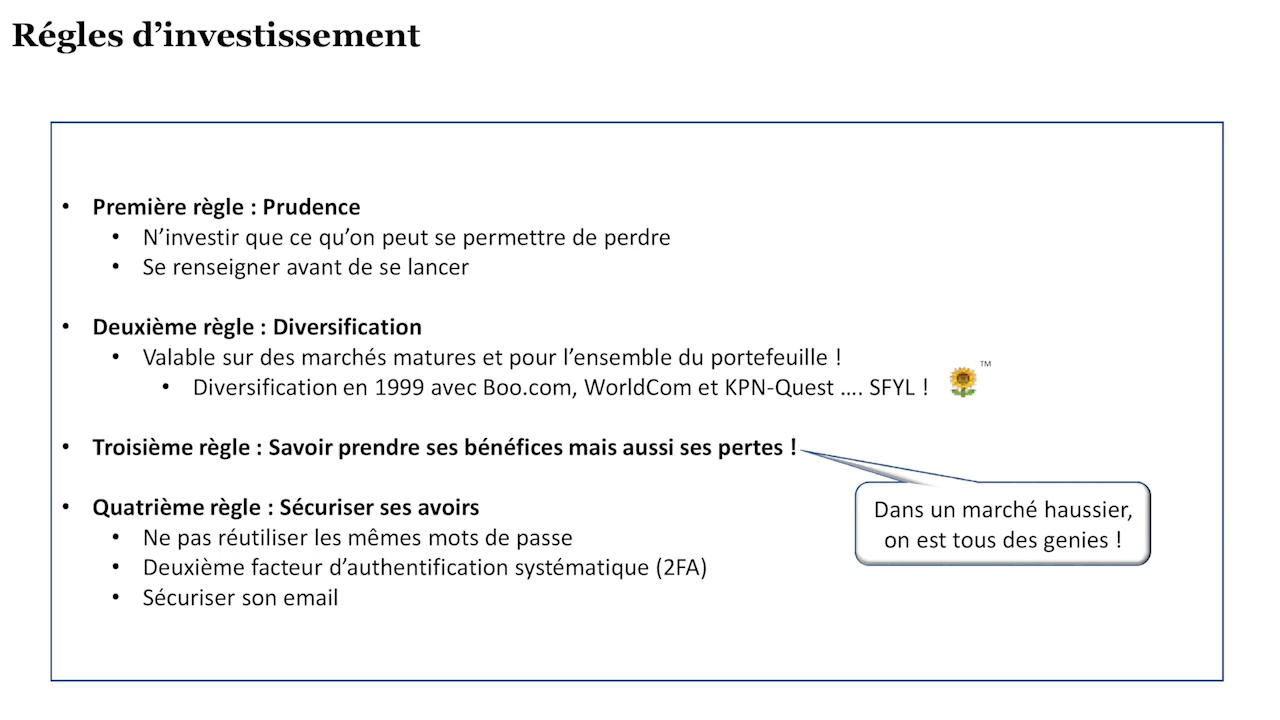 Régles d’investissement
• Première règle : Prudence
• N’investir que ce qu’on peut se permettre de perdre
• Se renseigner avant de se lancer
• Deuxième règle : Diversification
• Valable sur des marchés matures et pour l’ensemble du portefeuille !
• Diversification en 1999 avec Boo.com, WorldCom et KPN-Quest .... SFYL ! TM
• Troisième règle : Savoir prendre ses bénéfices mais aussi ses pertes !
• Quatrième règle : Sécuriser ses avoirs
Dans un marché haussier,
on est tous des genies !
• Ne pas réutiliser les mêmes mots de passe
• Deuxième facteur d’authentification systématique (2FA)
• Sécuriser son email